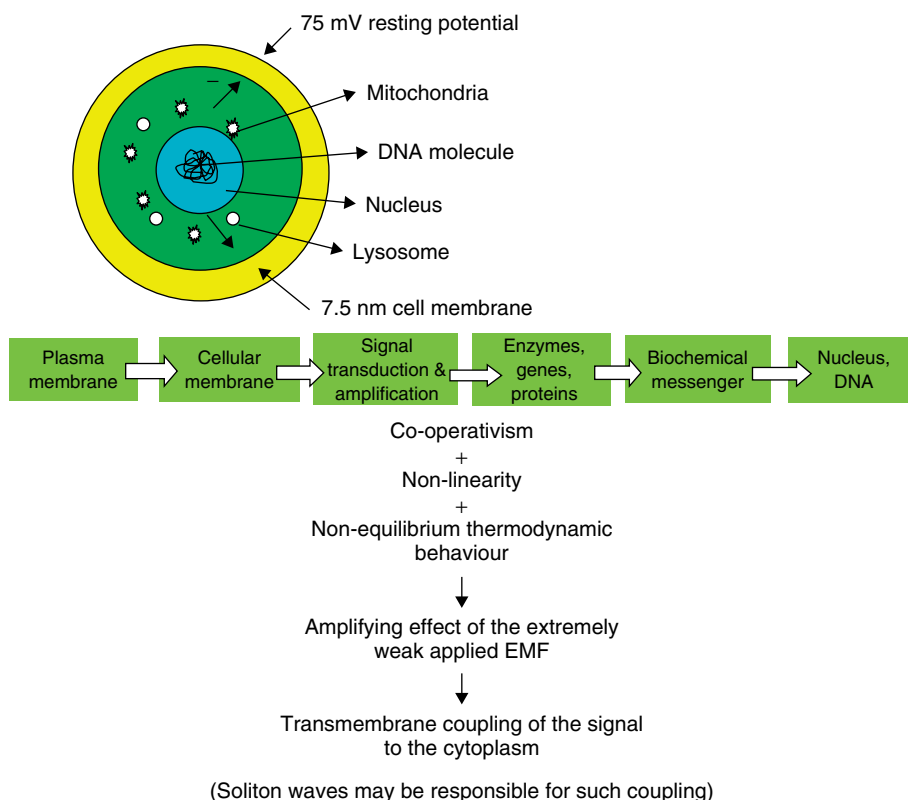 75 mV resting potential
Mitochondria
DNA molecule
Nucleus
Lysosome
7.5 nm cell membrane
Plasma
membrane
Cellular
membrane
Signal
transduction &
amplification
Enzymes,
genes,
proteins
Biochemical
messenger
Nucleus,
DNA
Co-operativism
+
Non-linearity
+
Non-equilibrium thermodynamic
behaviour
Amplifying effect of the extremely
weak applied EMF
Transmembrane coupling of the signal
to the cytoplasm
(Soliton waves may be responsible for such coupling)